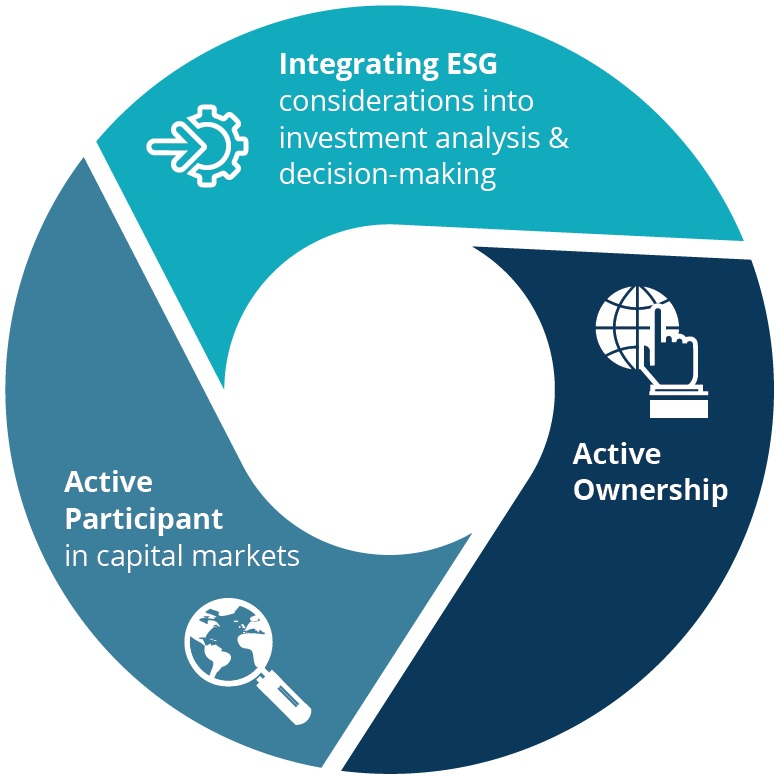 Integrating ESG
considerations into
investment analysis &
decision-making
Active
Ownership
Active
Participant
in capital markets